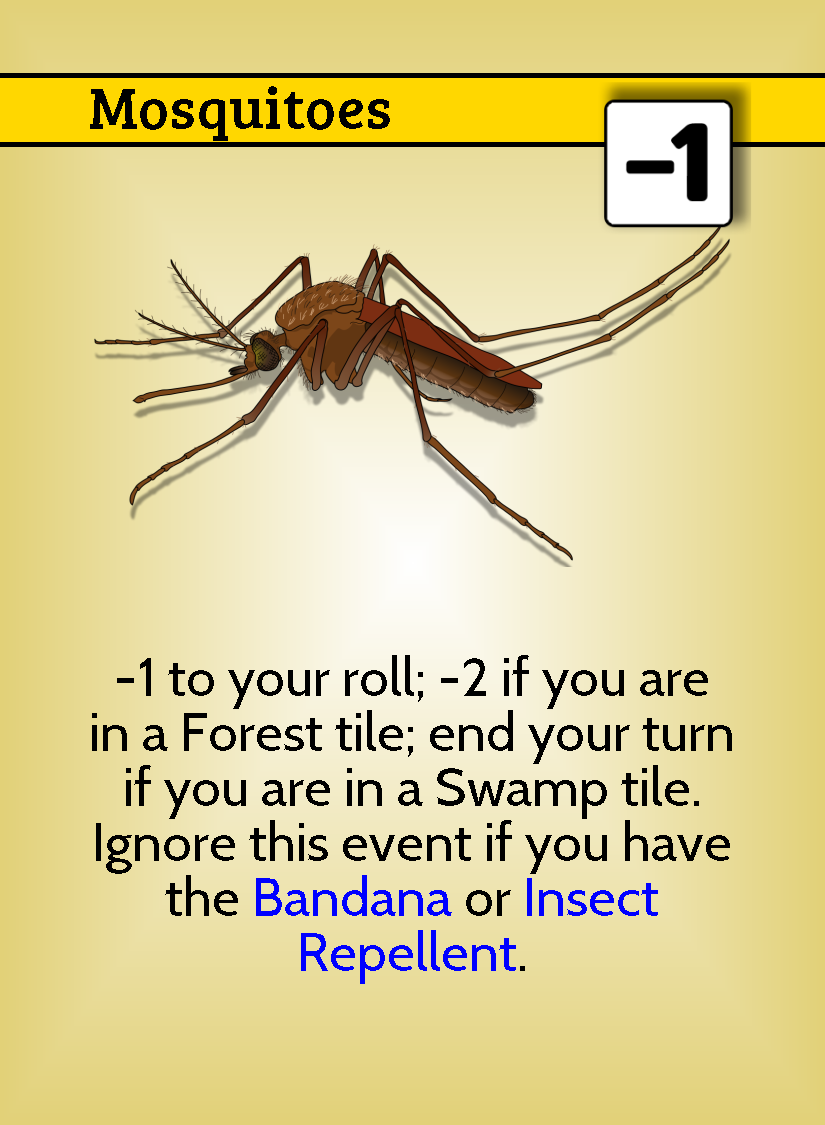 Mosquitoes
-1
-1 to your roll; -2 if you are
in a Forest tile; end your turn
if you are in a Swamp tile.
Ignore this event if you have
the Bandana or Insect
Repellent.